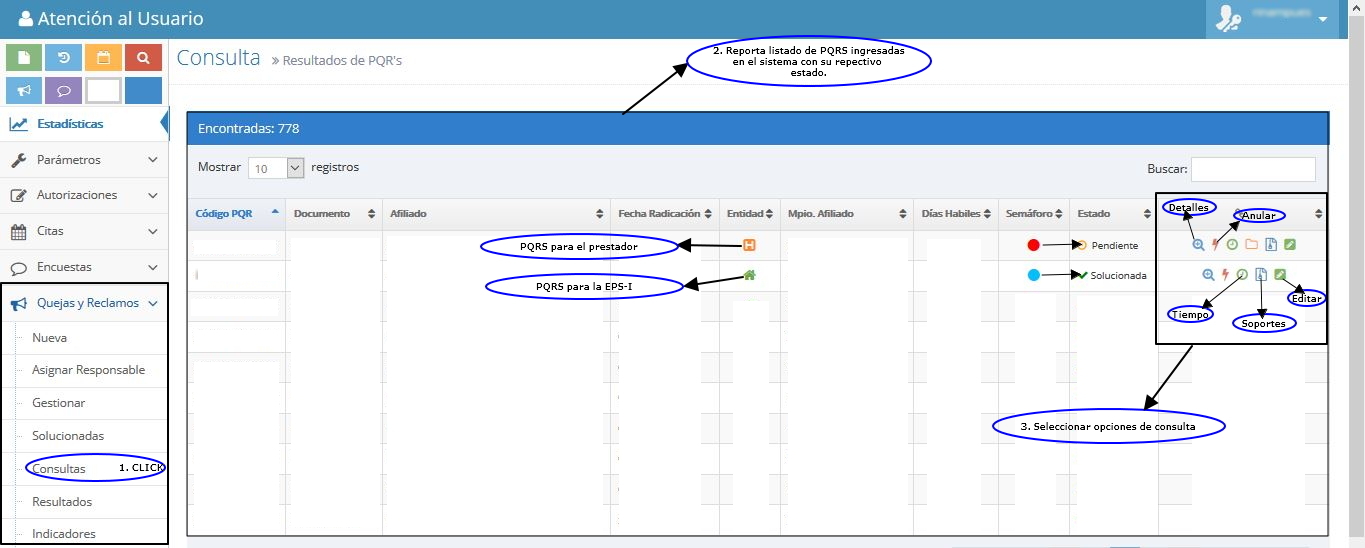 Atención al Usuario
Consulta » Resultados de PQR's
2. Reporta listado de PQRS ingresadas
en el sistema con su repectivo
estado.
Estadísticas
Parámetros
Autorizaciones
Citas
Encuestas
Quejas y Reclamos
Nueva
Asignar Responsable
Gestionar
Solucionadas
Consultas 1. CLICK
Resultados
Indicadores
Encontradas: 778
Mostrar 10 registros
Buscar:
Código PQR Documento Afiliado Fecha Radicación Entidad Mpio. Afiliado Días Habiles Semáforo Estado
Detalles
Anular
PQRS para el prestador H Pendiente
PQRS para la EPS-I Solucionada
Tiempo
Soportes
Editar
3. Seleccionar opciones de consulta